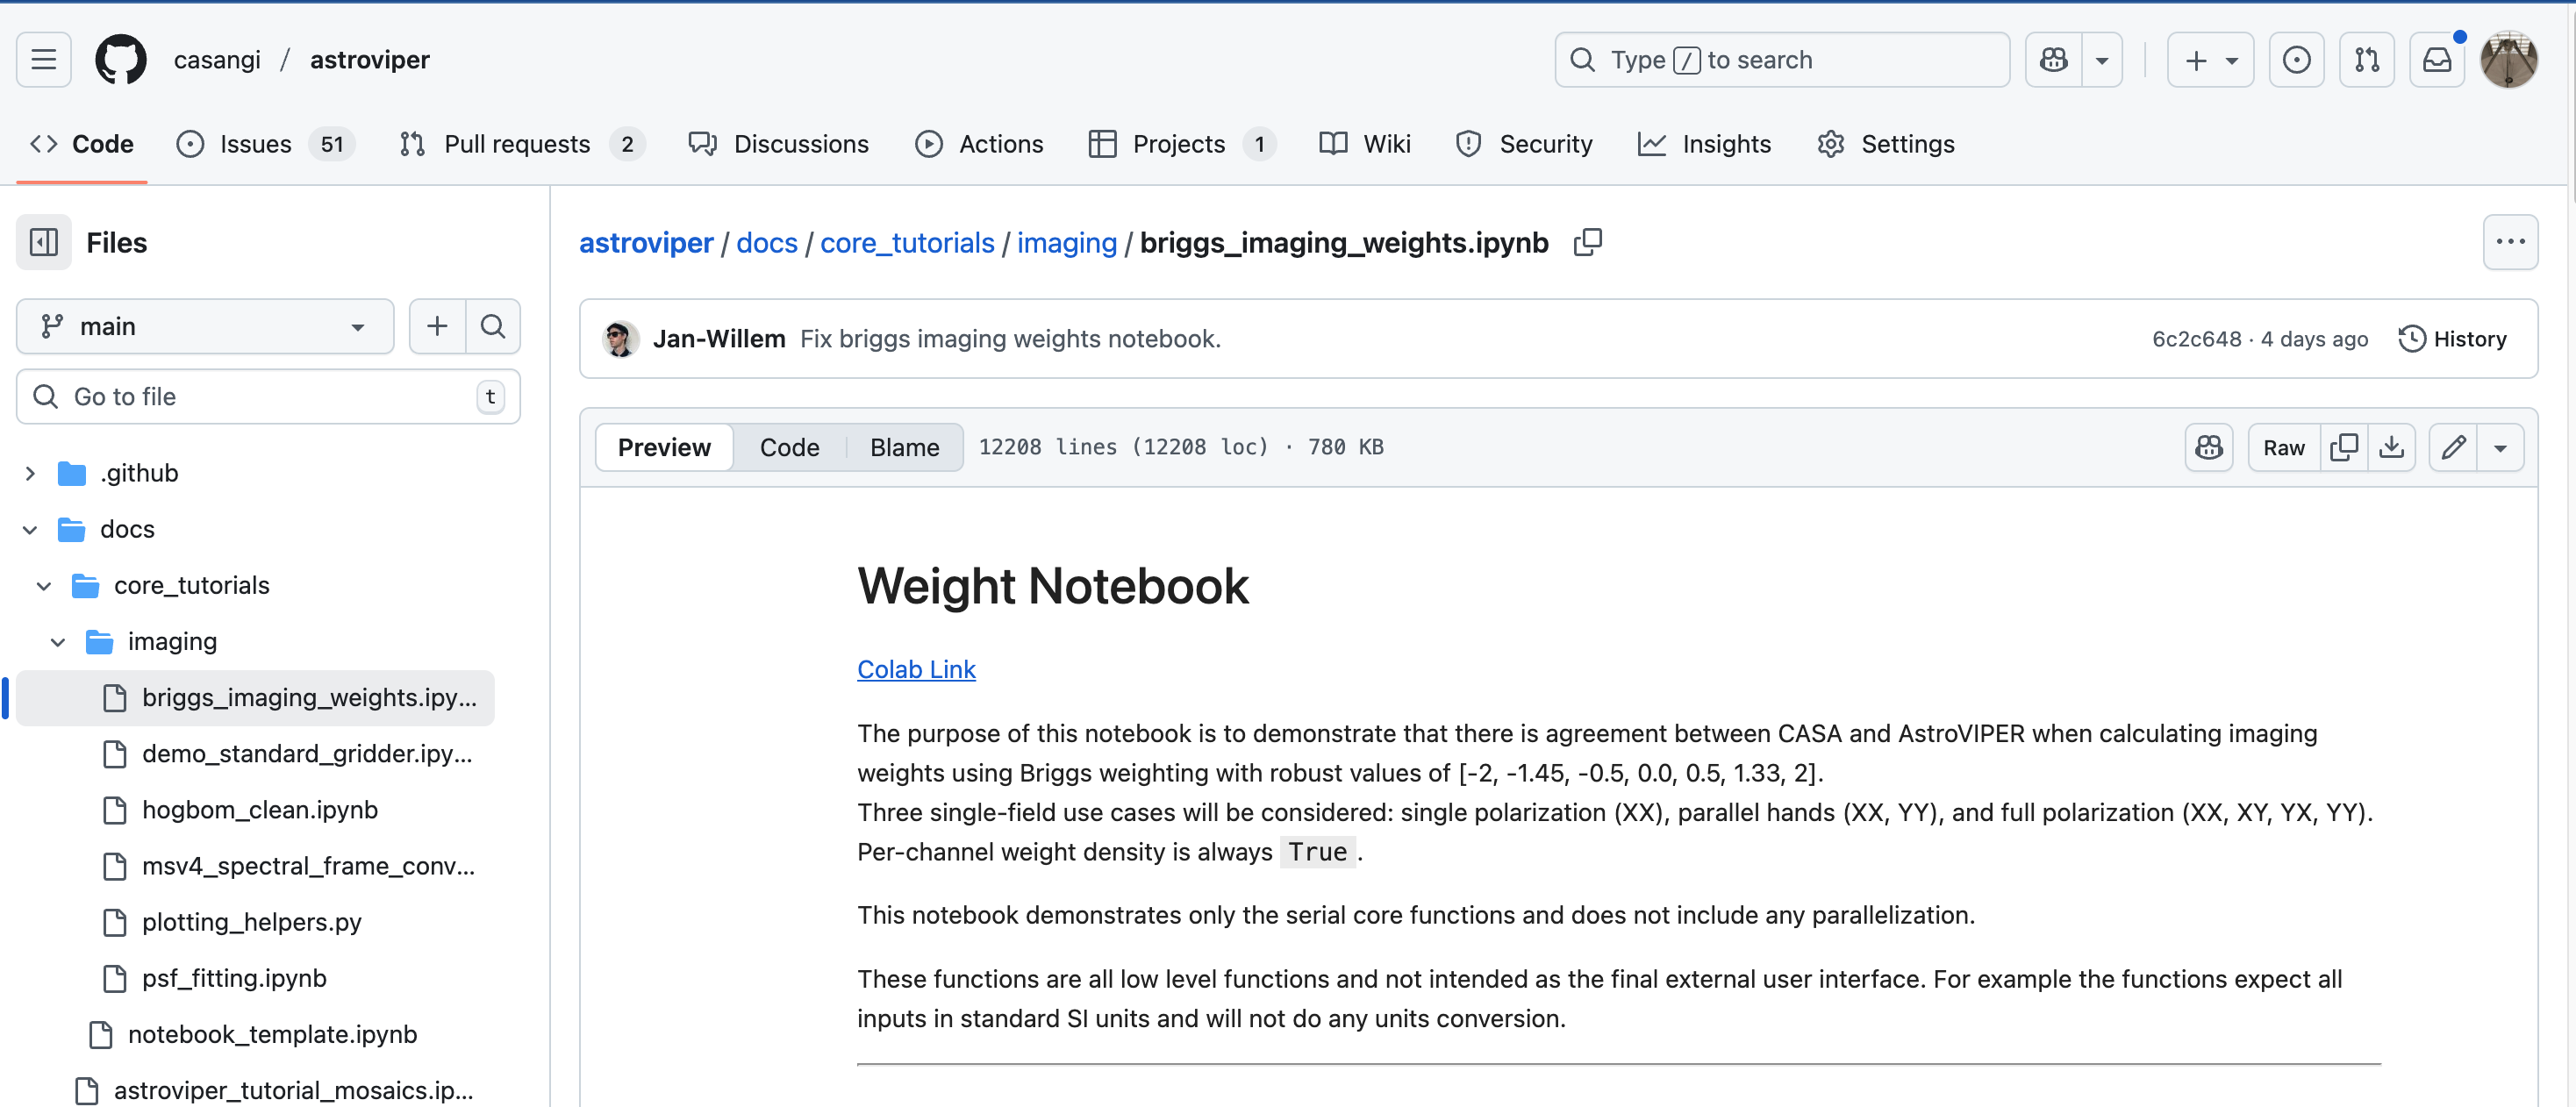 casangi / astroviper
Type / to search
Code
Issues 51
Pull requests 2
Discussions
Actions
Projects 1
Wiki
Security
Insights
Settings
Files
main
Go to file t
.github
docs
core_tutorials
imaging
briggs_imaging_weights.ipy...
demo_standard_gridder.ipy...
hogbom_clean.ipynb
msv4_spectral_frame_conv...
plotting_helpers.py
psf_fitting.ipynb
notebook_template.ipynb
astroviper_tutorial_mosaics.ip...
astroviper / docs / core_tutorials / imaging / briggs_imaging_weights.ipynb
Jan-Willem Fix briggs imaging weights notebook. 6c2c648 · 4 days ago History
Preview Code Blame 12208 lines (12208 loc) · 780 KB Raw
Weight Notebook
Colab Link
The purpose of this notebook is to demonstrate that there is agreement between CASA and AstroVIPER when calculating imaging
weights using Briggs weighting with robust values of [-2, -1.45, -0.5, 0.0, 0.5, 1.33, 2].
Three single-field use cases will be considered: single polarization (XX), parallel hands (XX, YY), and full polarization (XX, XY, YX, YY).
Per-channel weight density is always True.
This notebook demonstrates only the serial core functions and does not include any parallelization.
These functions are all low level functions and not intended as the final external user interface. For example the functions expect all
inputs in standard SI units and will not do any units conversion.